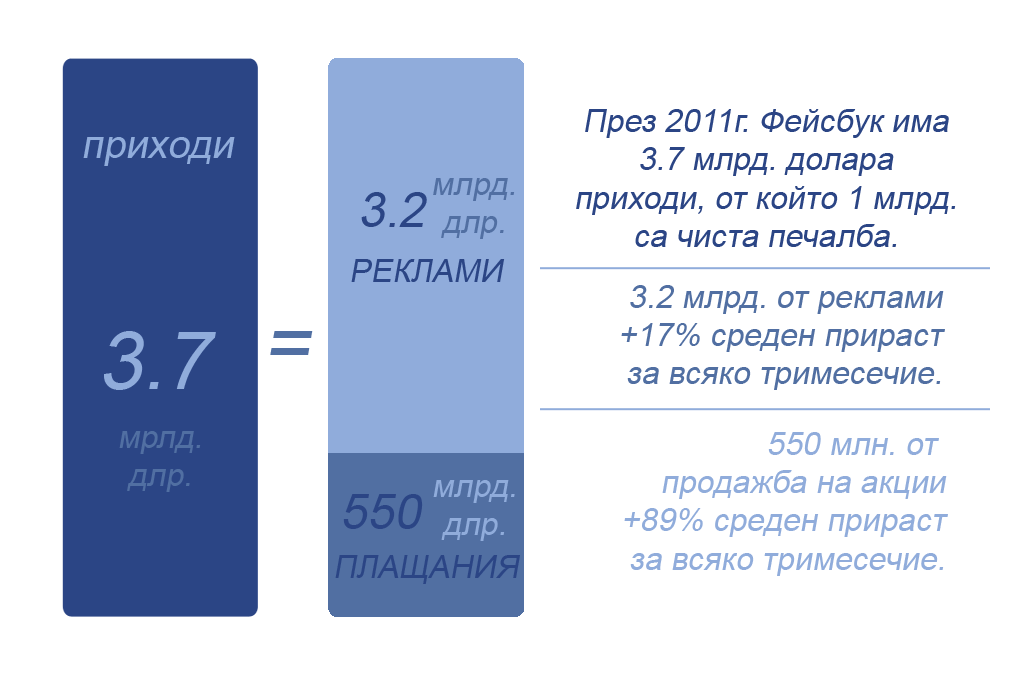 приходи
3.7
мрлд.
длр.
=
3.2 млрд.
длр.
РЕКЛАМИ
550 млрд.
длр.
ПЛАЩАНИЯ
През 2011г. Фейсбук има
3.7 млрд. долара
приходи, от който 1 млрд.
са чиста печалба.
3.2 млрд. от реклами
+17% среден прираст
за всяко тримесечие.
550 млн. от
продажба на акции
+89% среден прираст
за всяко тримесечие.